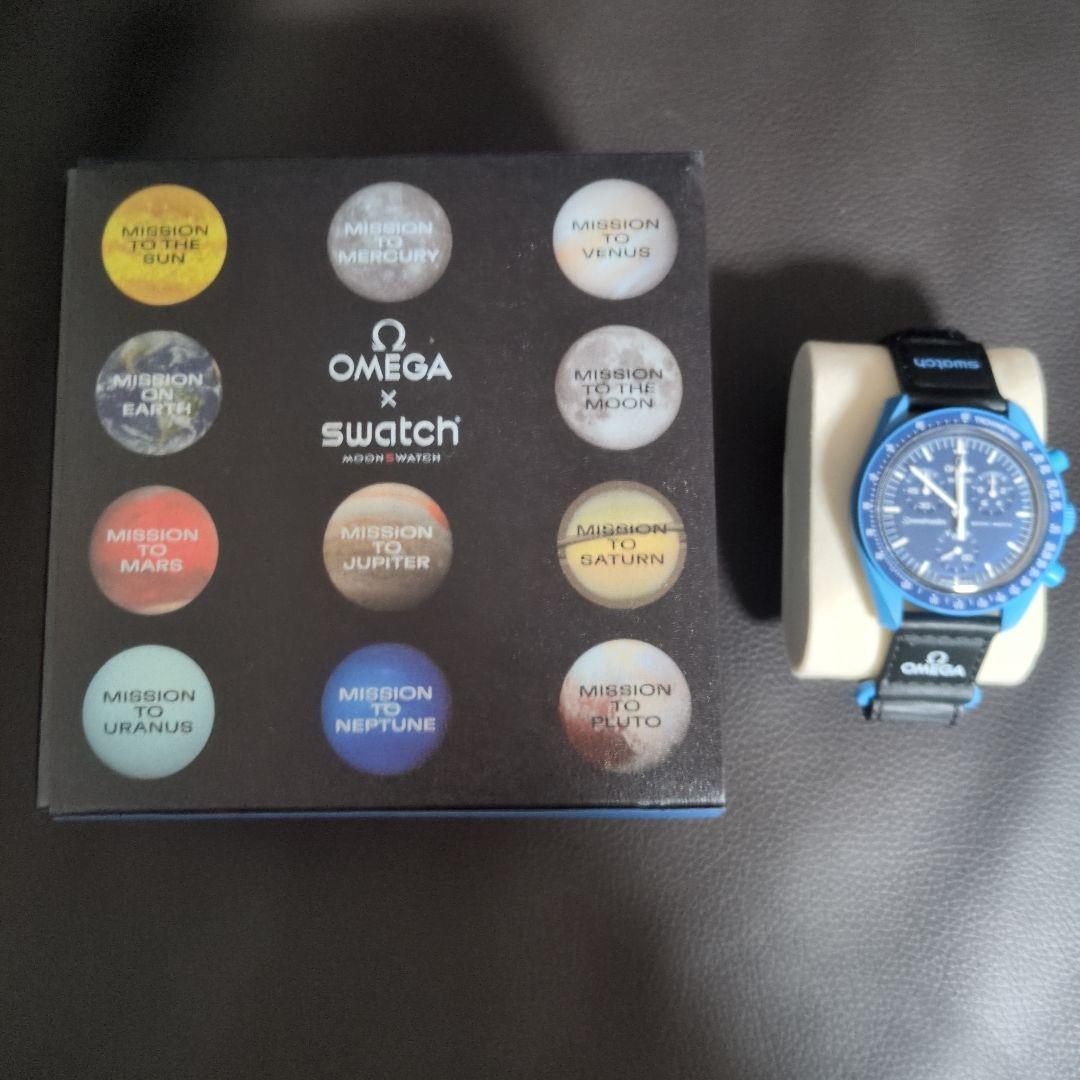 MISSION
TO THE
SUN
MISSION
TO
MERCURY
MISSION
TO
VENUS
MISSION
ON
EARTH
Ω
OMEGA
x
swatch
MOONSWATCH
MISSION
TO THE
MOON
MISSION
TO
MARS
MISSION
TO
JUPITER
MISSION
TO
SATURN
MISSION
TO
URANUS
MISSION
TO
NEPTUNE
MISSION
TO
PLUTO
swatch
TACHYMÈTRE
Ω
OMEGA